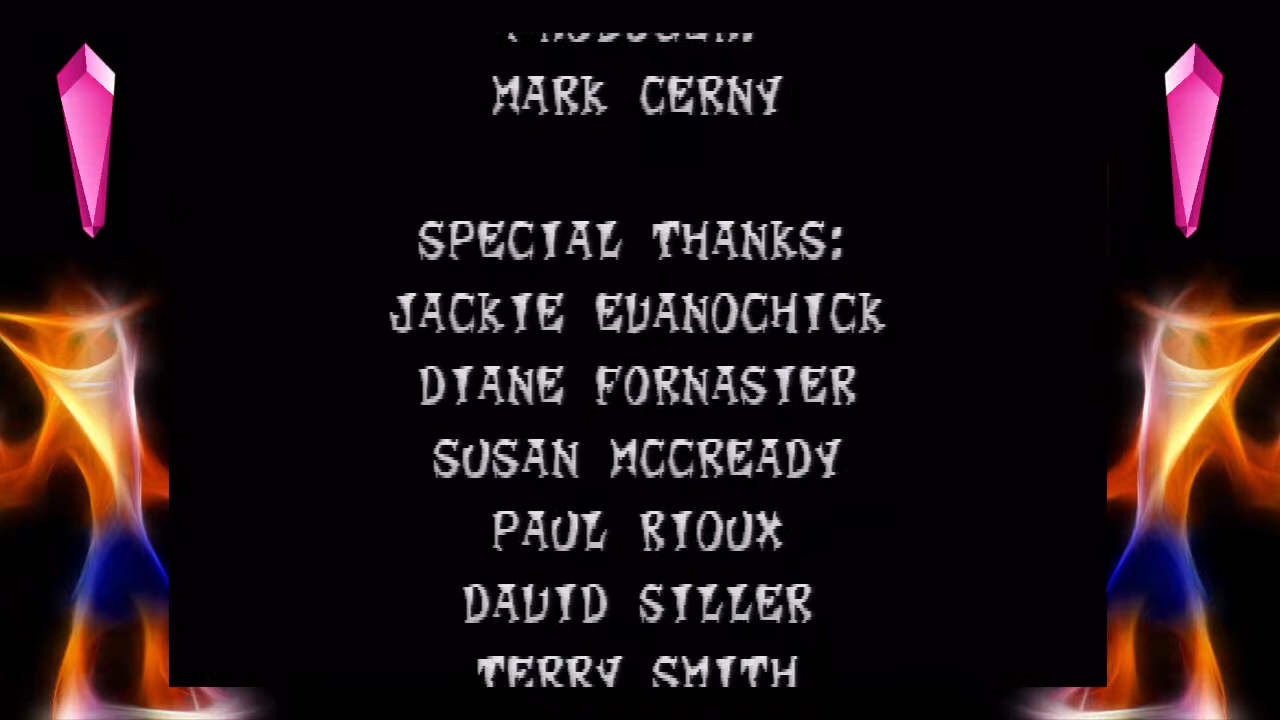 MARK CERNY
SPECIAL THANKS:
JACKIE EVANOCHICK
DIANE FORNASIER
SUSAN MCCREADY
PAUL RIOUX
DAVID SILLER
TERRY SMITH